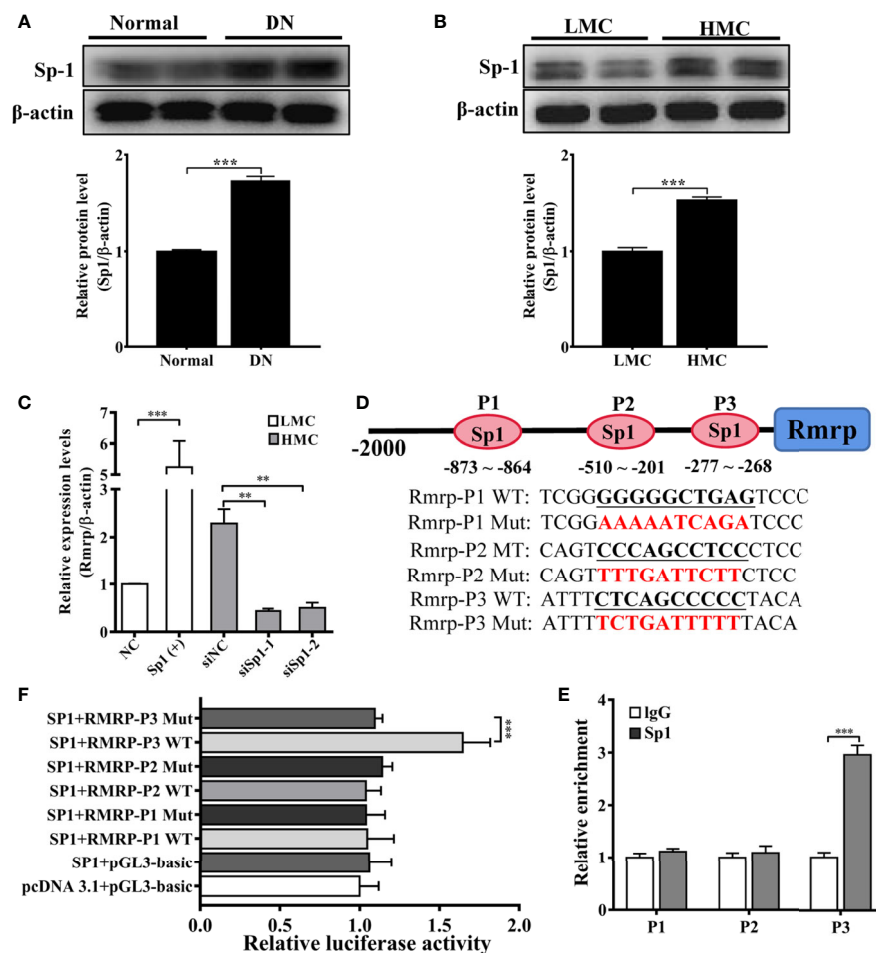 A
Normal DN
Sp-1
β-actin
Relative protein level
(Sp1/β-actin)
2
1
0
***
Normal DN
B
LMC HMC
Sp-1
β-actin
Relative protein level
(Sp1/β-actin)
2
1
0
***
LMC HMC
C
Relative expression levels
(Rmrp/β-actin)
7
6
5
2
1
0
***
**
**
LMC
HMC
NC Sp1 (+) siNC siSp1-1 siSp1-2
D
P1 P2 P3
Sp1 Sp1 Sp1 Rmrp
-2000
-873 ~ -864 -510 ~ -201 -277 ~ -268
Rmrp-P1 WT: TCGGGGGGGCTGAGTCCC
Rmrp-P1 Mut: TCGGAAAAATCAGATCCC
Rmrp-P2 MT: CAGTCCCAGCCTCCCTCC
Rmrp-P2 Mut: CAGTTTTGATTCTTCTCC
Rmrp-P3 WT: ATTTCTCAGCCCCCTACA
Rmrp-P3 Mut: ATTTTCTGATTTTTTACA
F
SP1+RMRP-P3 Mut
SP1+RMRP-P3 WT
SP1+RMRP-P2 Mut
SP1+RMRP-P2 WT
SP1+RMRP-P1 Mut
SP1+RMRP-P1 WT
SP1+pGL3-basic
pcDNA 3.1+pGL3-basic
***
0.0 0.5 1.0 1.5 2.0
Relative luciferase activity
E
IgG
Sp1
***
Relative enrichment
4
3
2
1
0
P1 P2 P3